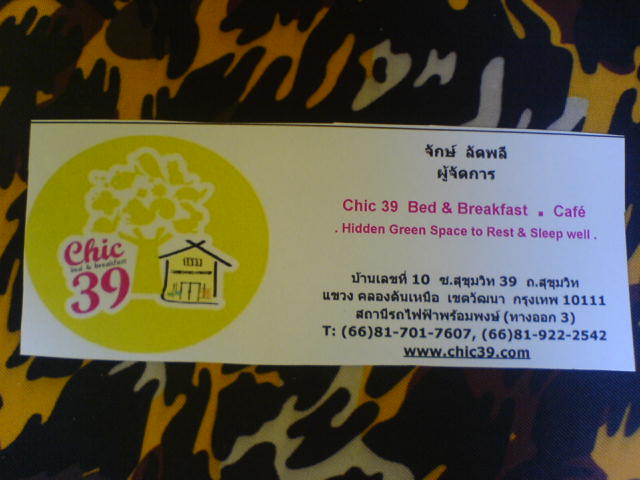 Chic
bed & breakfast
39
จักษ์ ลัดพลี
ผู้จัดการ
Chic 39 Bed & Breakfast . Café
. Hidden Green Space to Rest & Sleep well .
บ้านเลขที่ 10 ซ.สุขุมวิท 39 ถ.สุขุมวิท
แขวง คลองตันเหนือ เขตวัฒนา กรุงเทพ 10111
สถานีรถไฟฟ้าพร้อมพงษ์ (ทางออก 3)
T: (66)81-701-7607, (66)81-922-2542
www.chic39.com